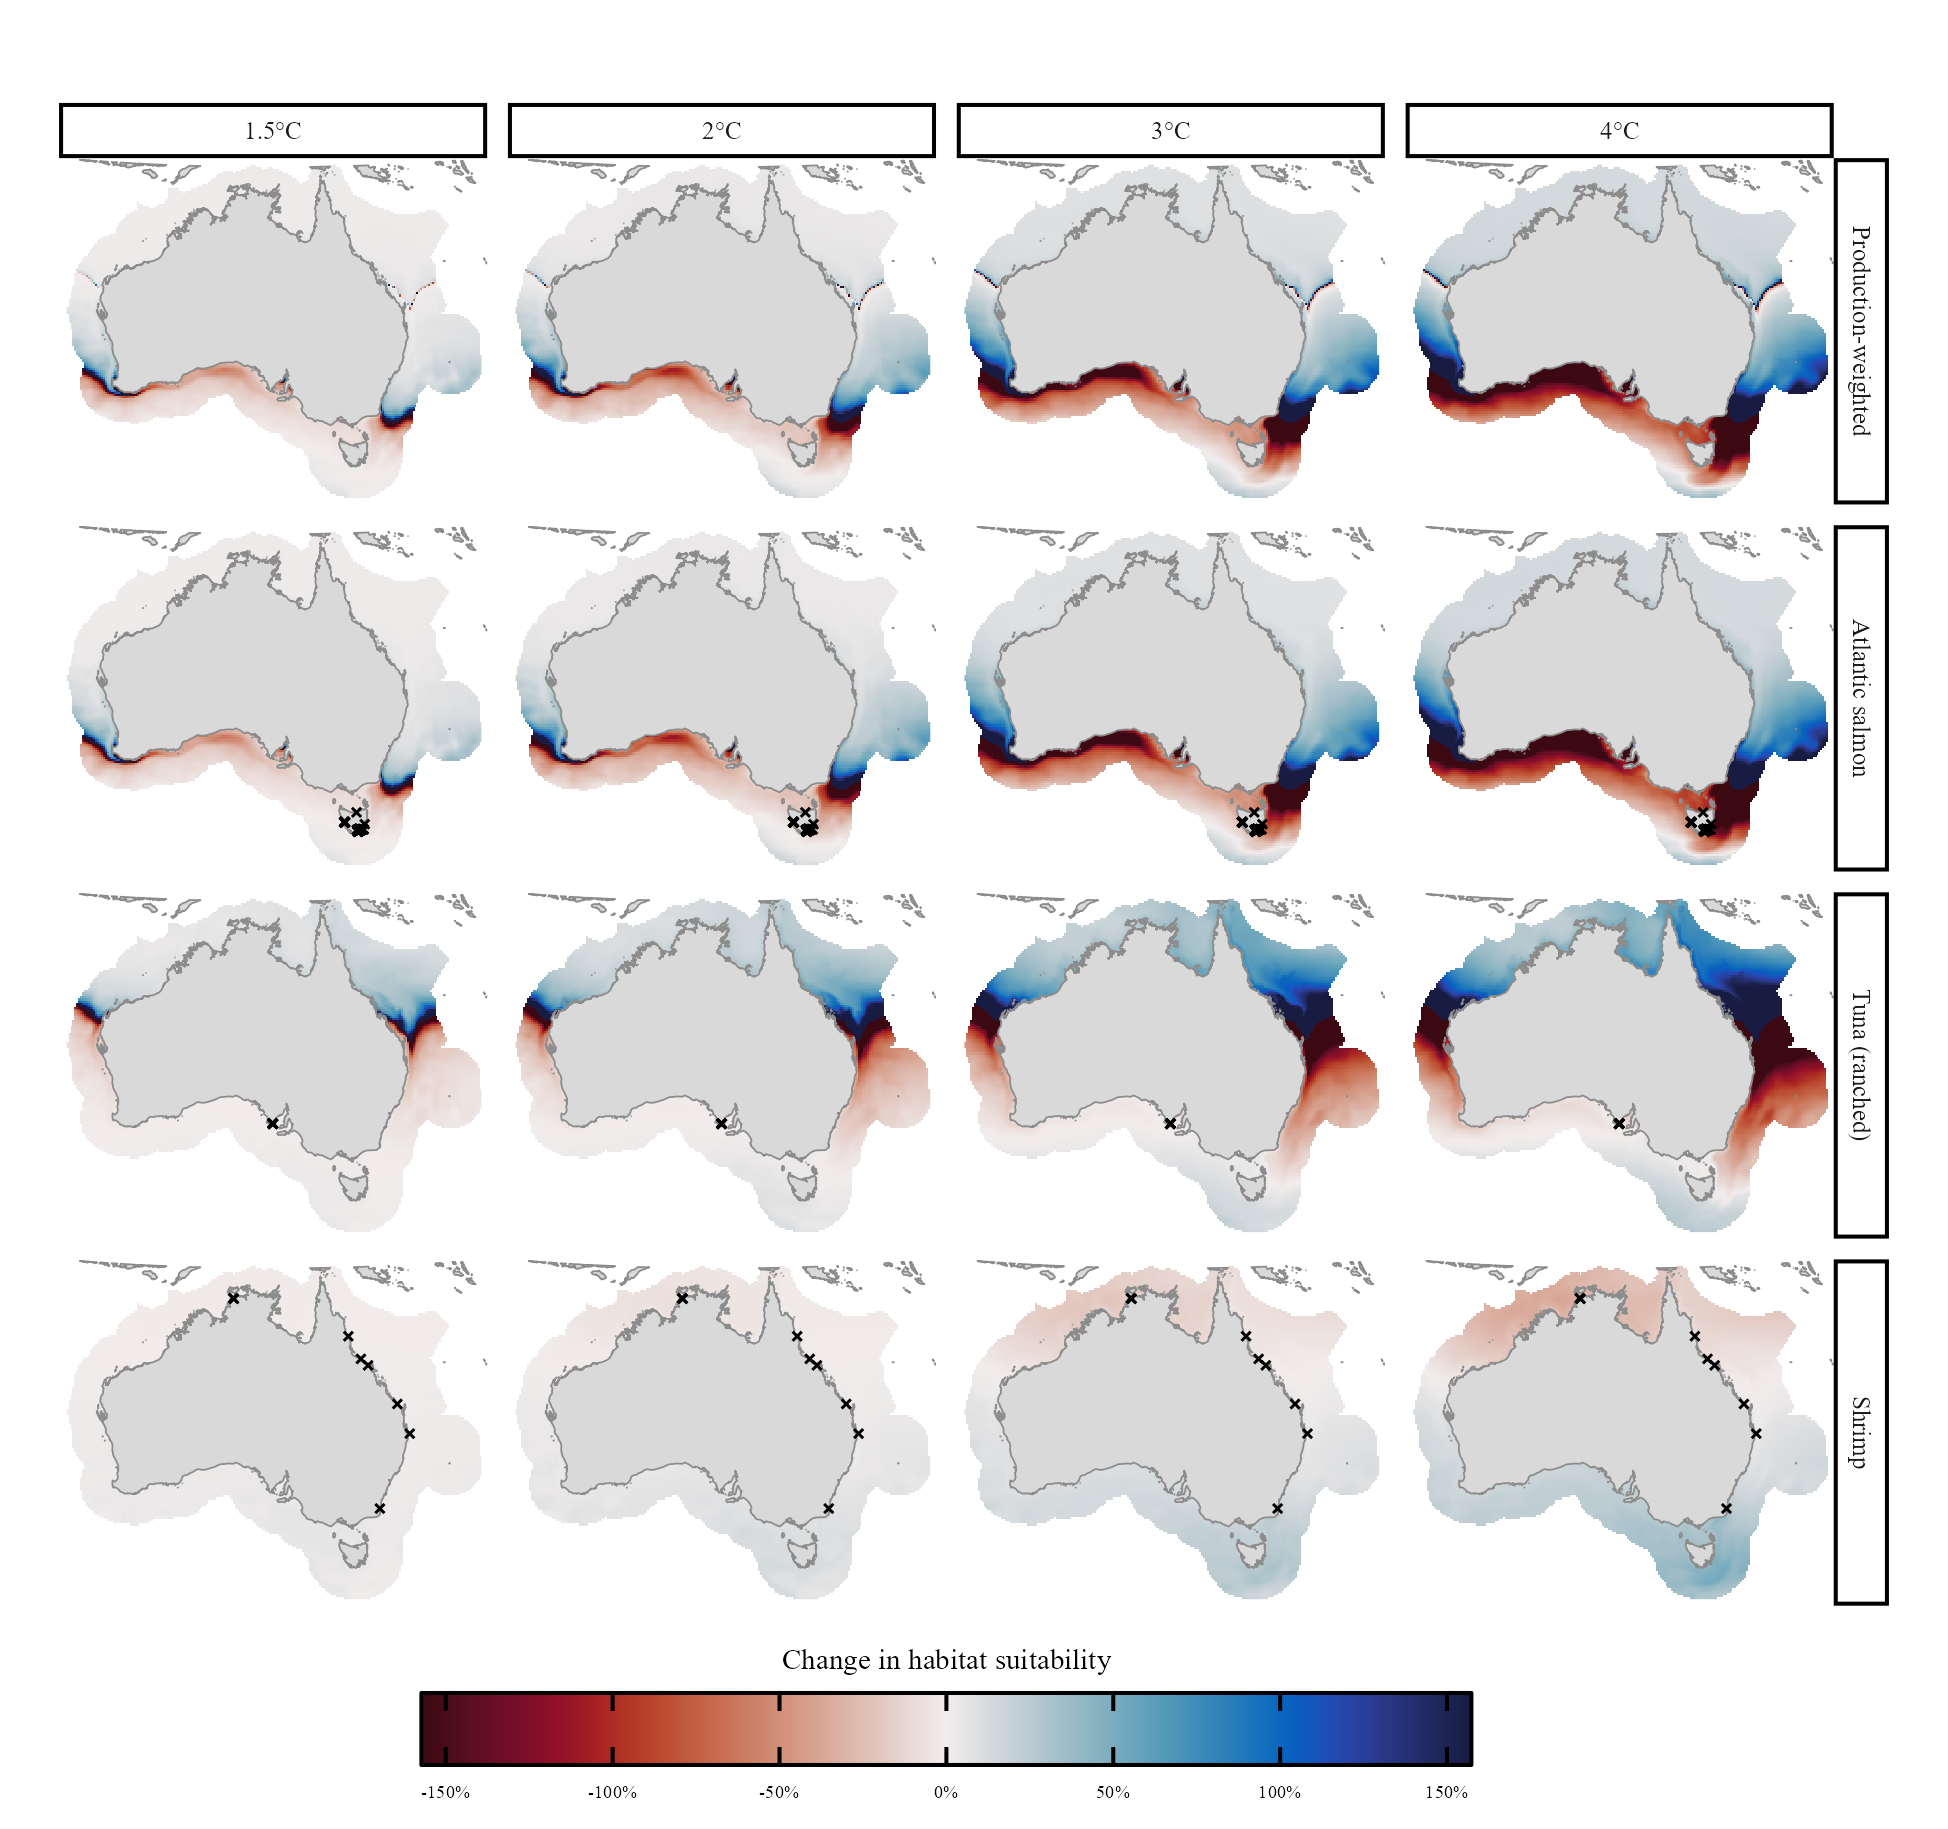 1.5°C
2°C
3°C
4°C
Production-weighted
Atlantic salmon
Tuna (ranched)
Shrimp
Change in habitat suitability
-150%
-100%
-50%
0%
50%
100%
150%